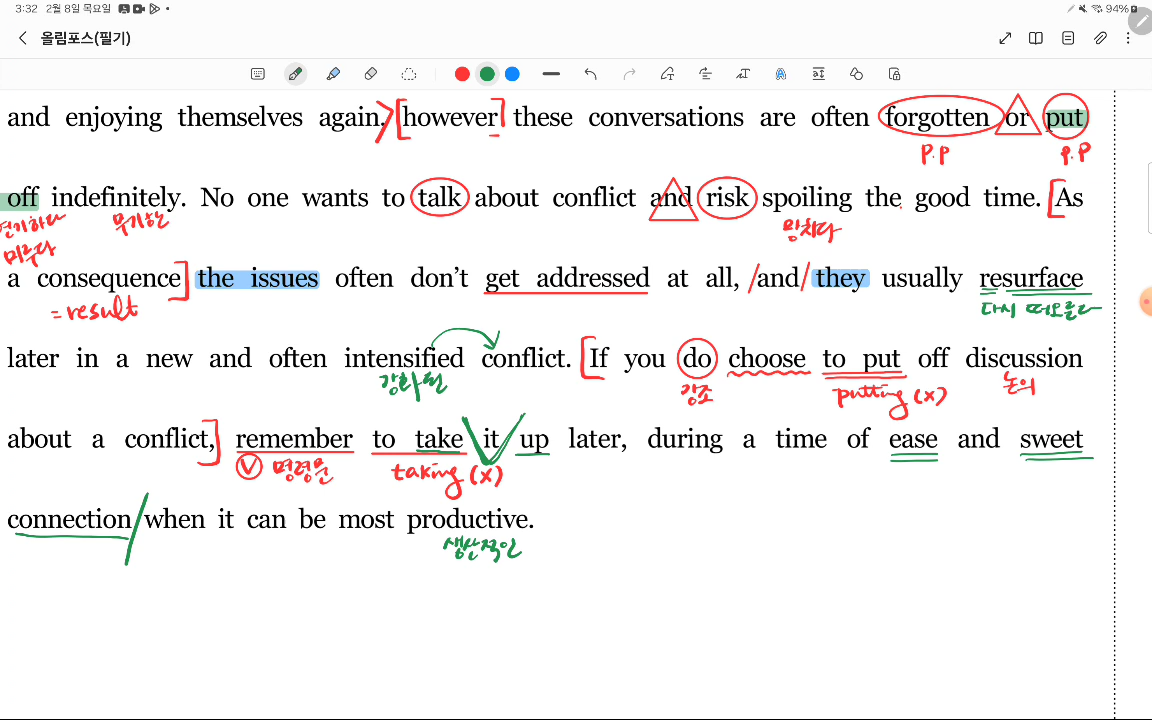 3:32 2월 8일 목요일 94%
올림포스(필기)
and enjoying themselves again. [however] these conversations are often forgotten or put
P.P P.P
off indefinitely. No one wants to talk about conflict and risk spoiling the good time. [As
연기하다 무기한 망치다
미루다
a consequence] the issues often don't get addressed at all, /and/ they usually resurface
= result 다시 떠오르다
later in a new and often intensified conflict. [If you do choose to put off discussion
강화된 강조 putting (x) 논의
about a conflict,] remember to take it up later, during a time of ease and sweet
V 명령문 taking (x)
connection/ when it can be most productive.
생산적인